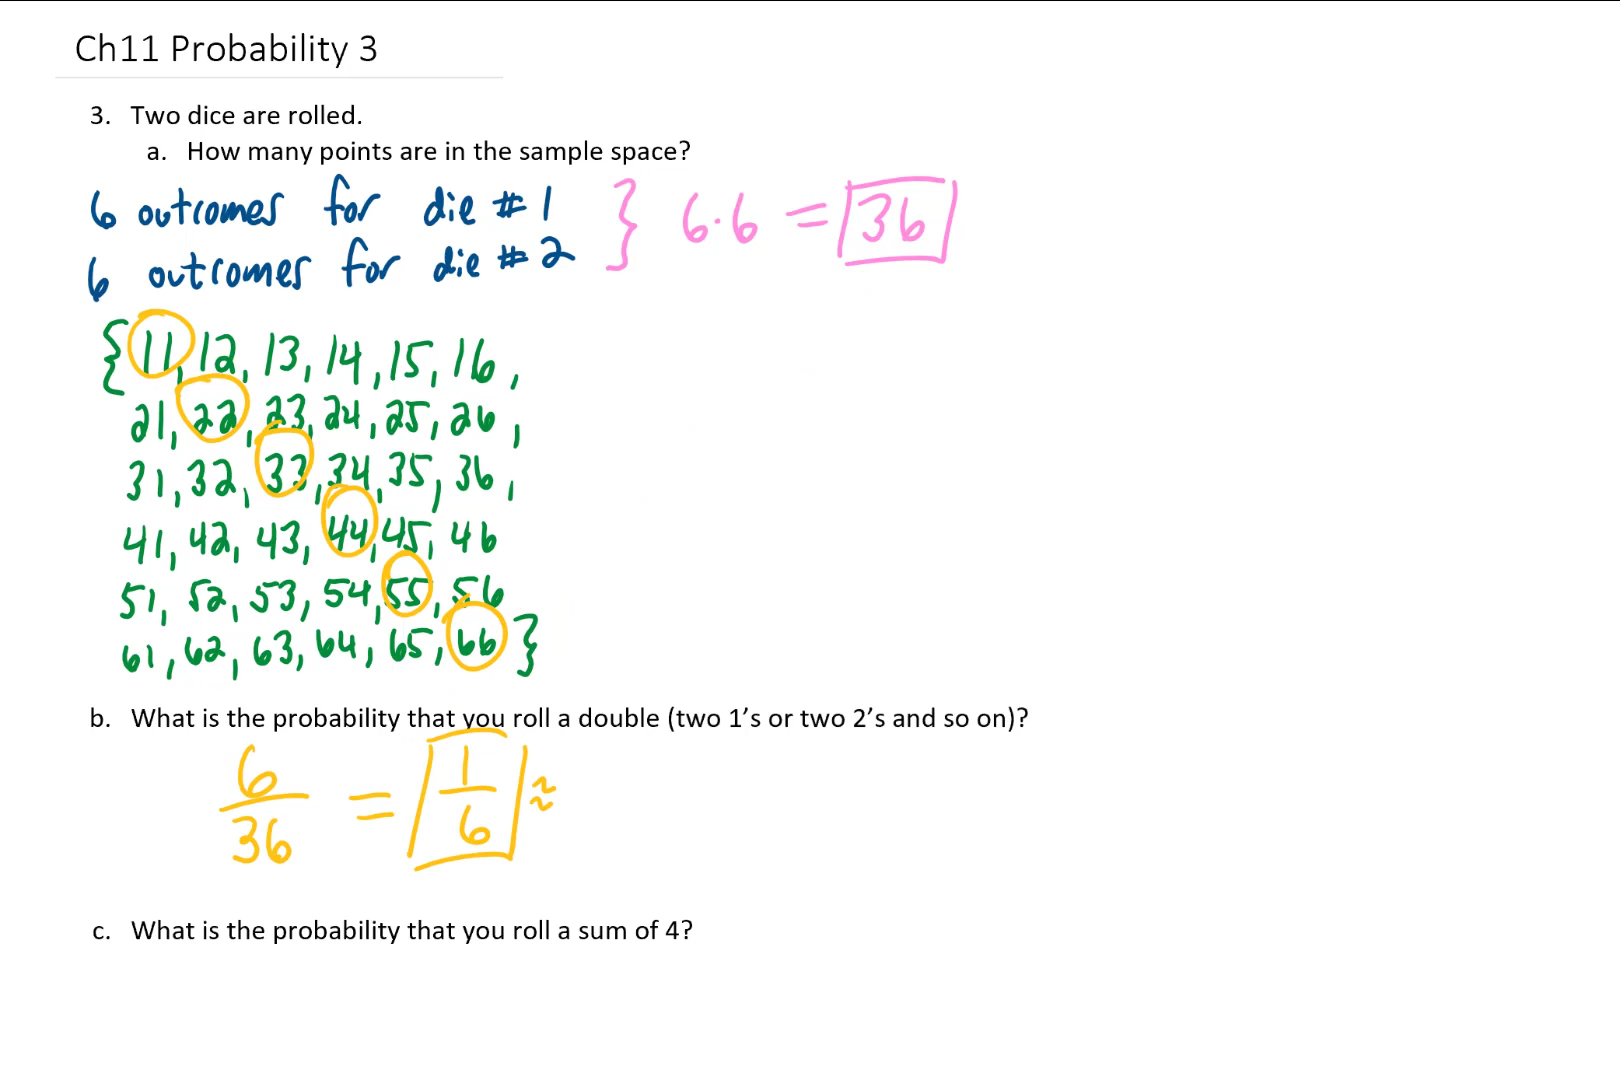 Ch11 Probability 3
3. Two dice are rolled.
a. How many points are in the sample space?
6 outcomes for die #1
6 outcomes for die #2 } 6·6 = 36
{11, 12, 13, 14, 15, 16,
21, 22, 23, 24, 25, 26,
31, 32, 33, 34, 35, 36,
41, 42, 43, 44, 45, 46
51, 52, 53, 54, 55, 56
61, 62, 63, 64, 65, 66}
b. What is the probability that you roll a double (two 1’s or two 2’s and so on)?
6/36 = 1/6 ≈
c. What is the probability that you roll a sum of 4?